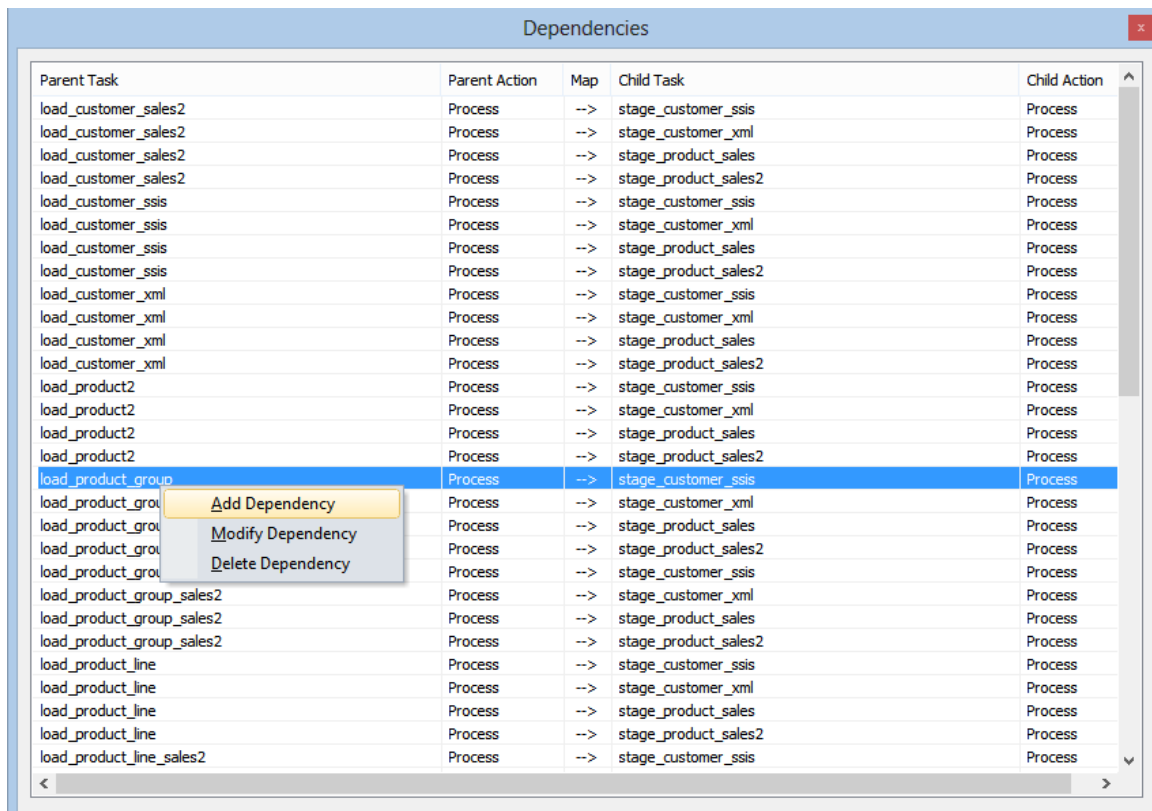 Dependencies
x
Parent Task Parent Action Map Child Task Child Action
load_customer_sales2 Process --> stage_customer_ssis Process
load_customer_sales2 Process --> stage_customer_xml Process
load_customer_sales2 Process --> stage_product_sales Process
load_customer_sales2 Process --> stage_product_sales2 Process
load_customer_ssis Process --> stage_customer_ssis Process
load_customer_ssis Process --> stage_customer_xml Process
load_customer_ssis Process --> stage_product_sales Process
load_customer_ssis Process --> stage_product_sales2 Process
load_customer_xml Process --> stage_customer_ssis Process
load_customer_xml Process --> stage_customer_xml Process
load_customer_xml Process --> stage_product_sales Process
load_customer_xml Process --> stage_product_sales2 Process
load_product2 Process --> stage_customer_ssis Process
load_product2 Process --> stage_customer_xml Process
load_product2 Process --> stage_product_sales Process
load_product2 Process --> stage_product_sales2 Process
load_product_group Process --> stage_customer_ssis Process
load_product_grou Process --> stage_customer_xml Process
load_product_grou Process --> stage_product_sales Process
load_product_grou Process --> stage_product_sales2 Process
load_product_grou Process --> stage_customer_ssis Process
Add Dependency
Modify Dependency
Delete Dependency
load_product_group_sales2 Process --> stage_customer_xml Process
load_product_group_sales2 Process --> stage_product_sales Process
load_product_group_sales2 Process --> stage_product_sales2 Process
load_product_line Process --> stage_customer_ssis Process
load_product_line Process --> stage_customer_xml Process
load_product_line Process --> stage_product_sales Process
load_product_line Process --> stage_product_sales2 Process
load_product_line_sales2 Process --> stage_customer_ssis Process